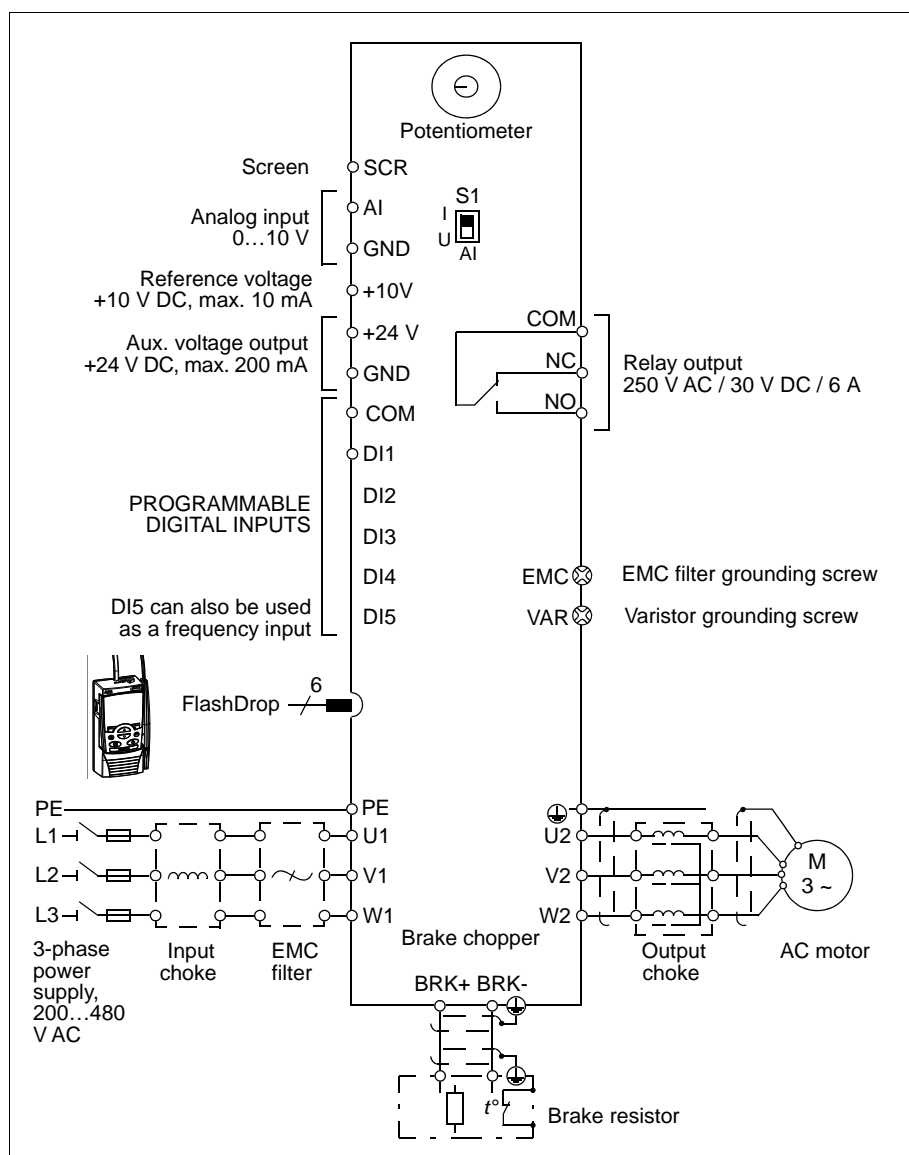 Potentiometer
Screen
SCR
S1
I
U
AI
Analog input
0…10 V
AI
GND
Reference voltage
+10 V DC, max. 10 mA
+10V
Aux. voltage output
+24 V DC, max. 200 mA
+24 V
GND
COM
NC
NO
Relay output
250 V AC / 30 V DC / 6 A
COM
DI1
DI2
DI3
DI4
DI5
PROGRAMMABLE
DIGITAL INPUTS
DI5 can also be used
as a frequency input
EMC
EMC filter grounding screw
VAR
Varistor grounding screw
FlashDrop
6
PE
L1
L2
L3
PE
U1
V1
W1
U2
V2
W2
M
3 ~
3-phase
power
supply,
200…480
V AC
Input
choke
EMC
filter
Brake chopper
Output
choke
AC motor
BRK+ BRK-
t°
Brake resistor